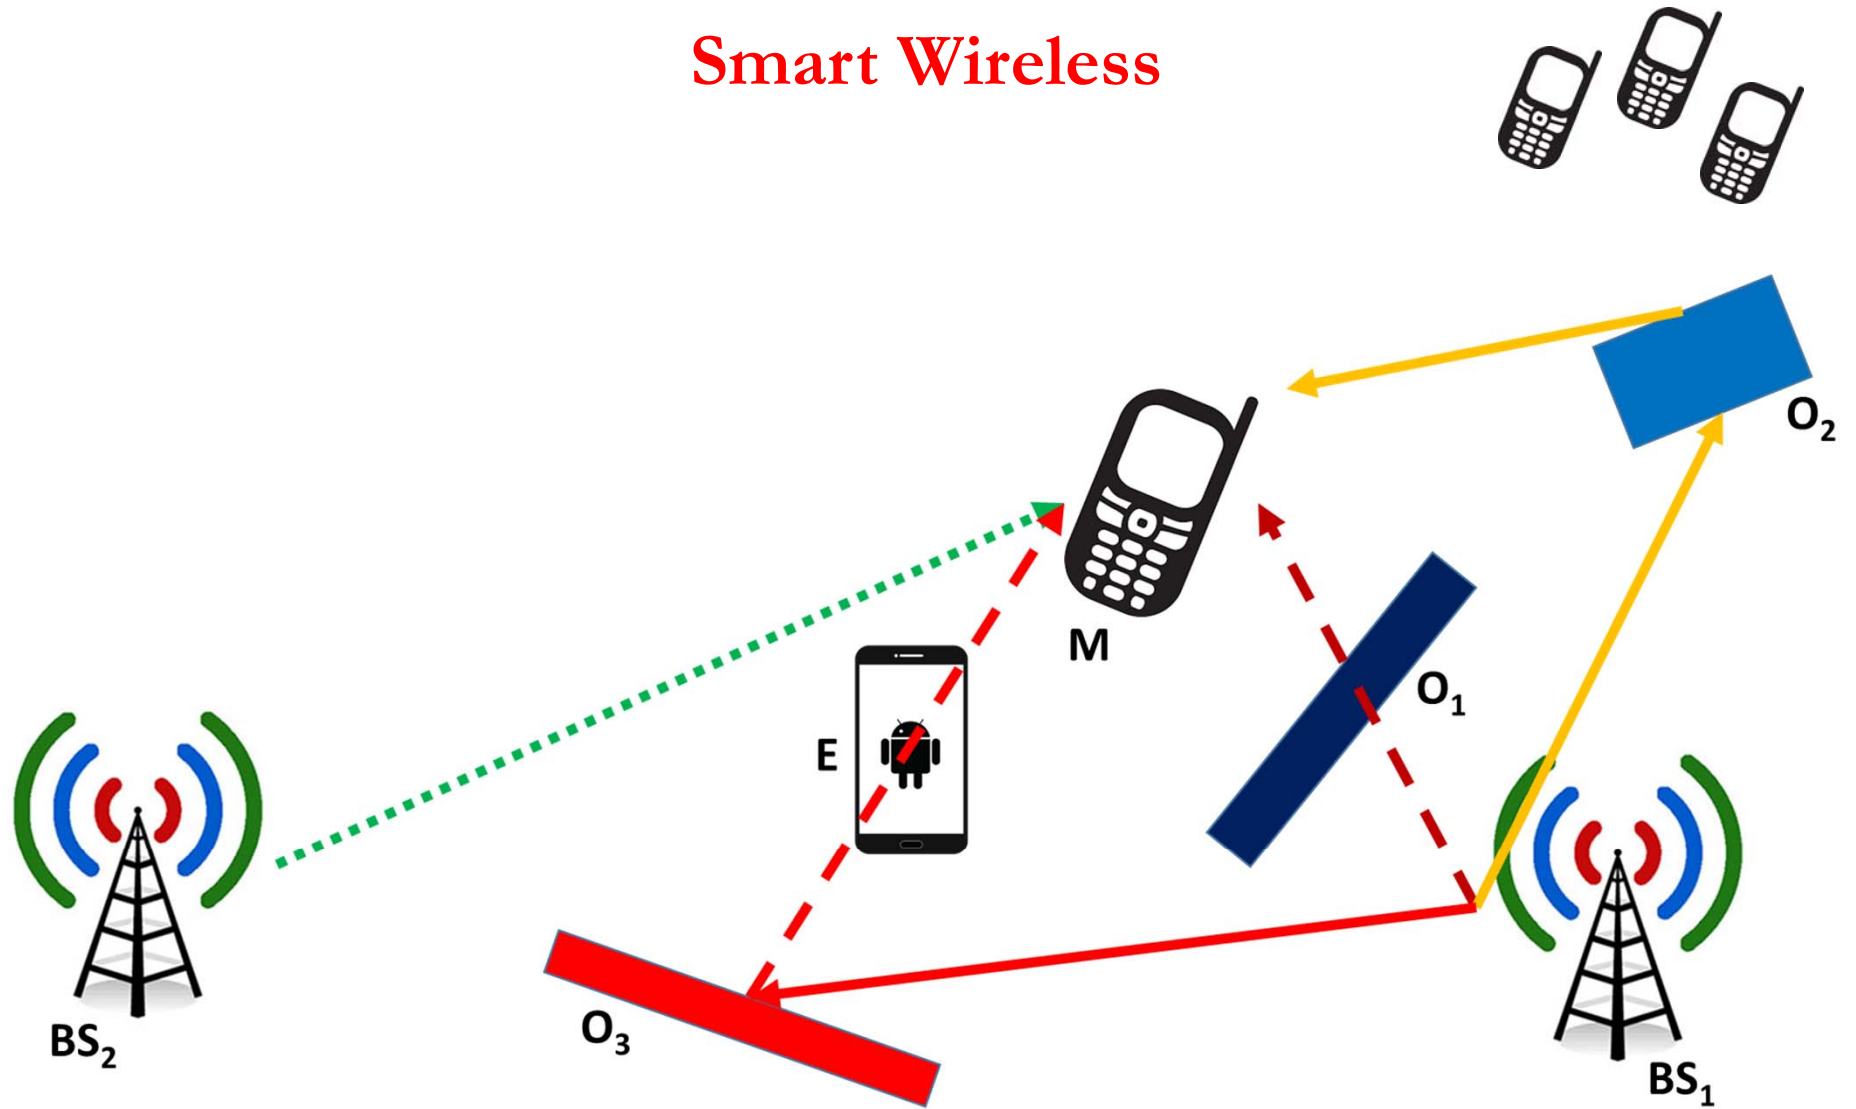 Smart Wireless
O₂
M
O₁
E
O₃
BS₂
BS₁